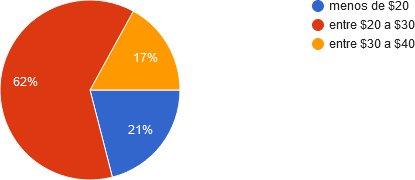 menos de $20
entre $20 a $30
entre $30 a $40
62%
17%
21%